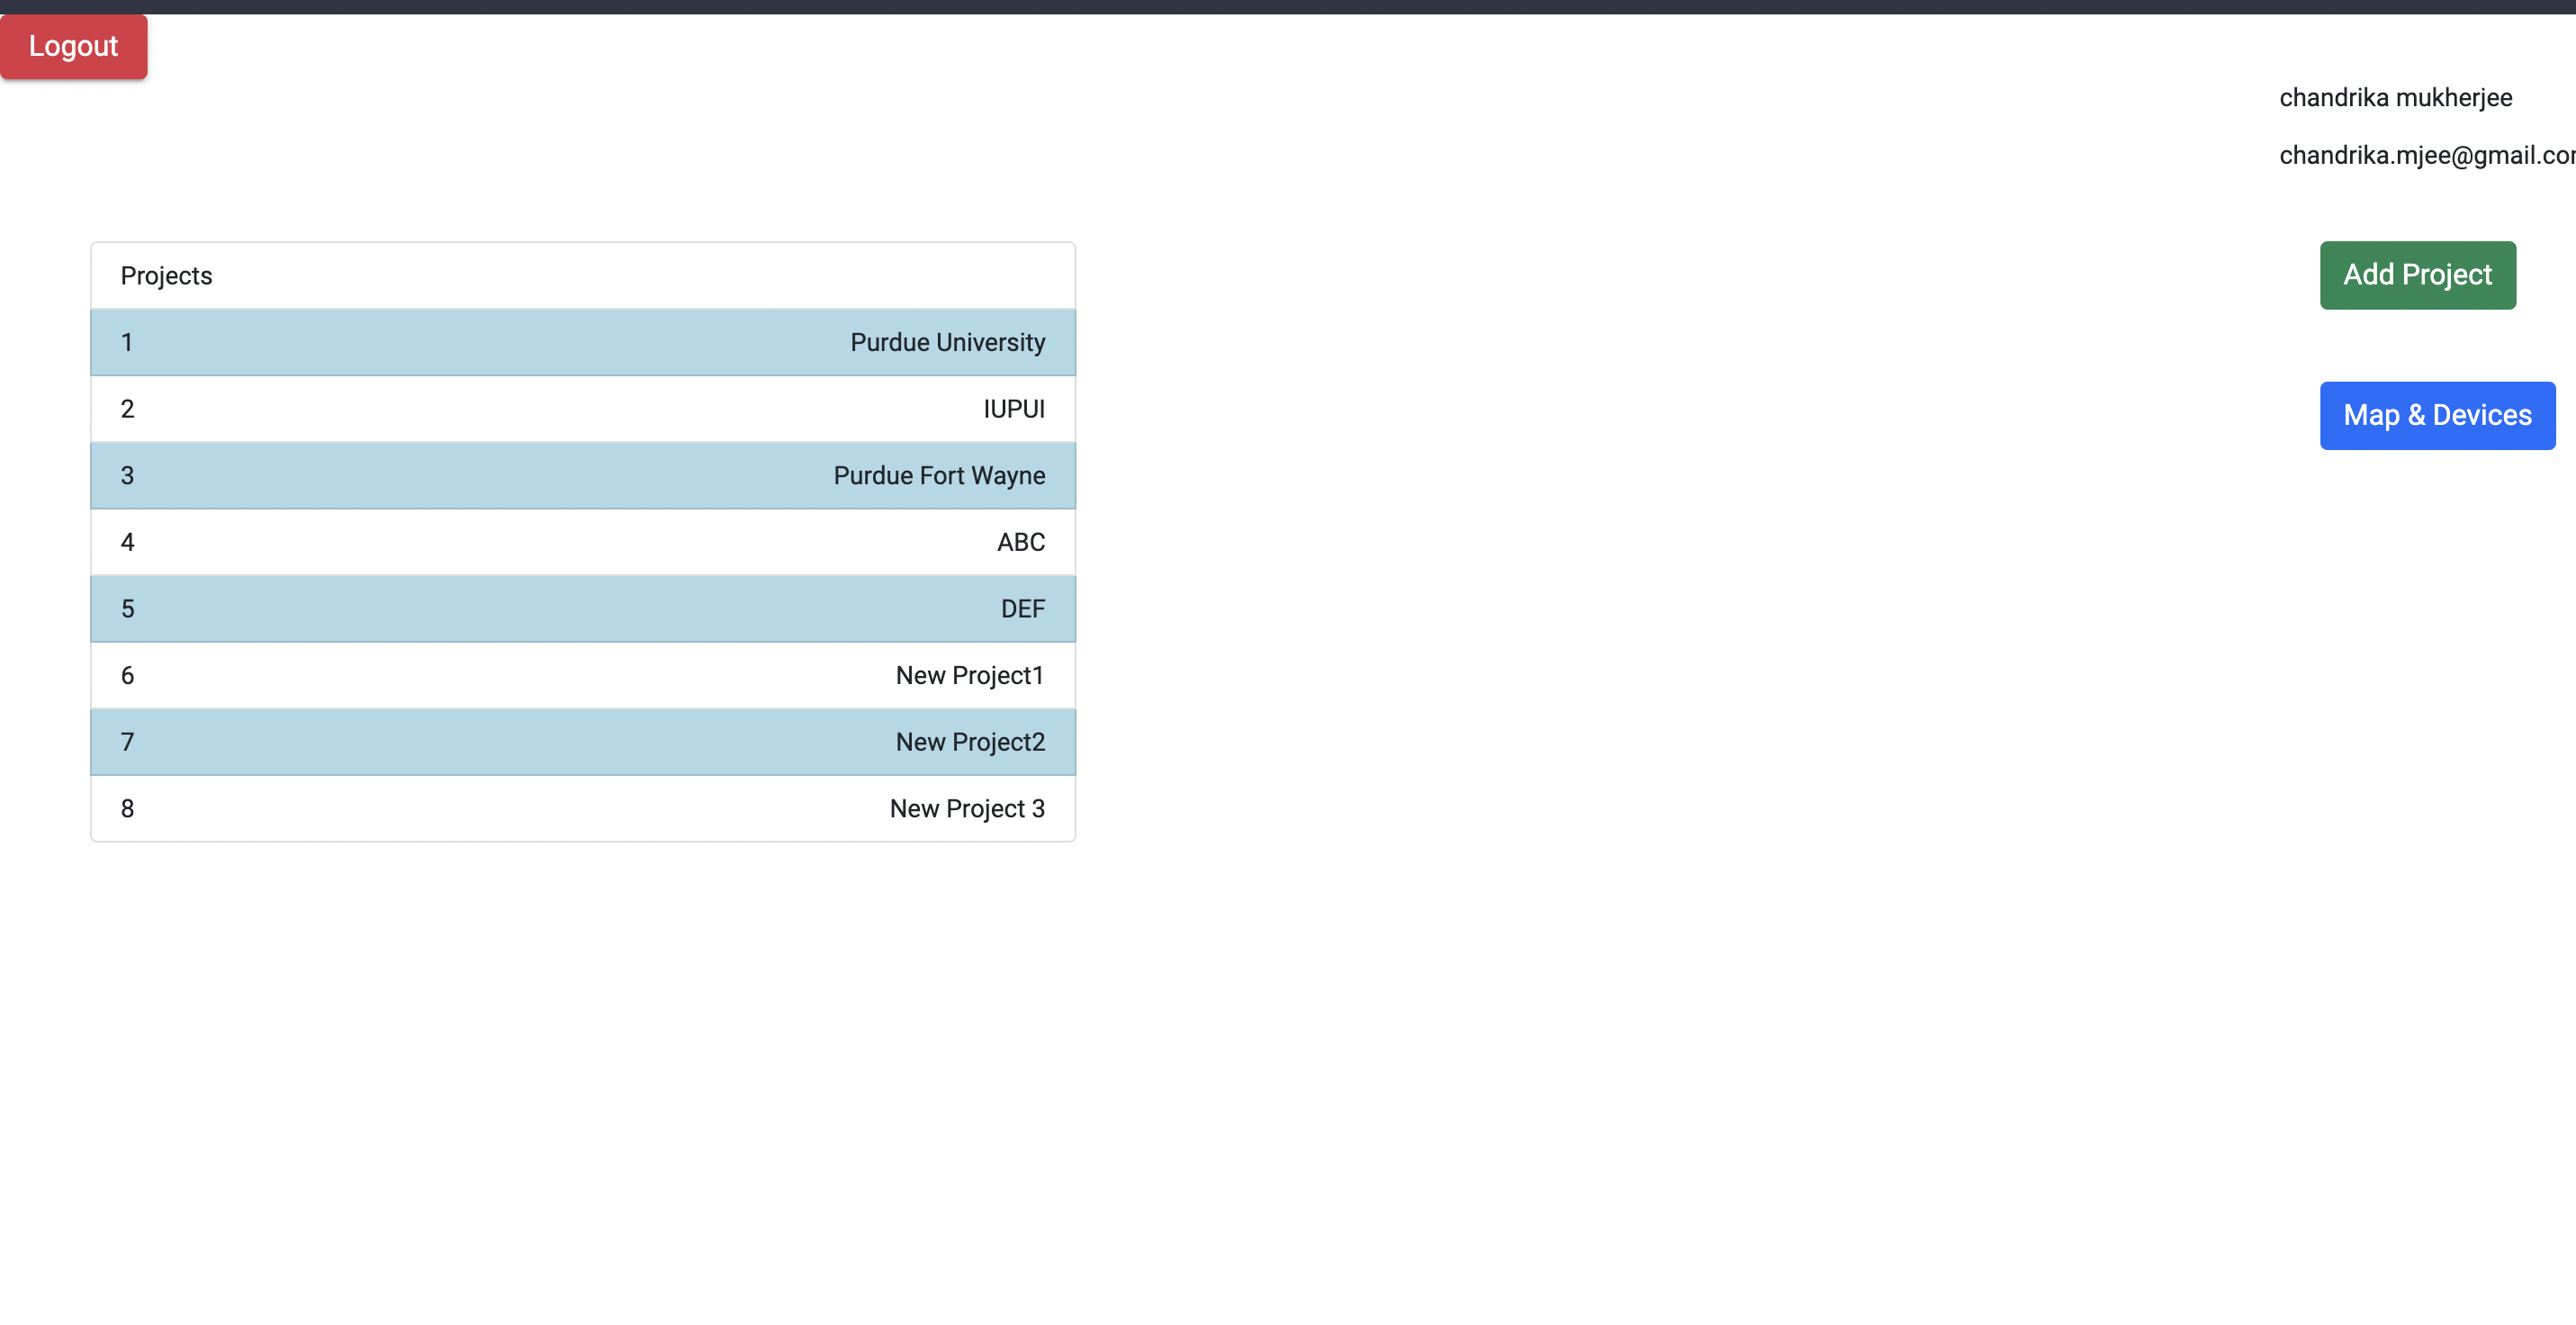 Logout
chandrika mukherjee
chandrika.mjee@gmail.co
Projects
Add Project
1 Purdue University
2 IUPUI
Map & Devices
3 Purdue Fort Wayne
4 ABC
5 DEF
6 New Project1
7 New Project2
8 New Project 3